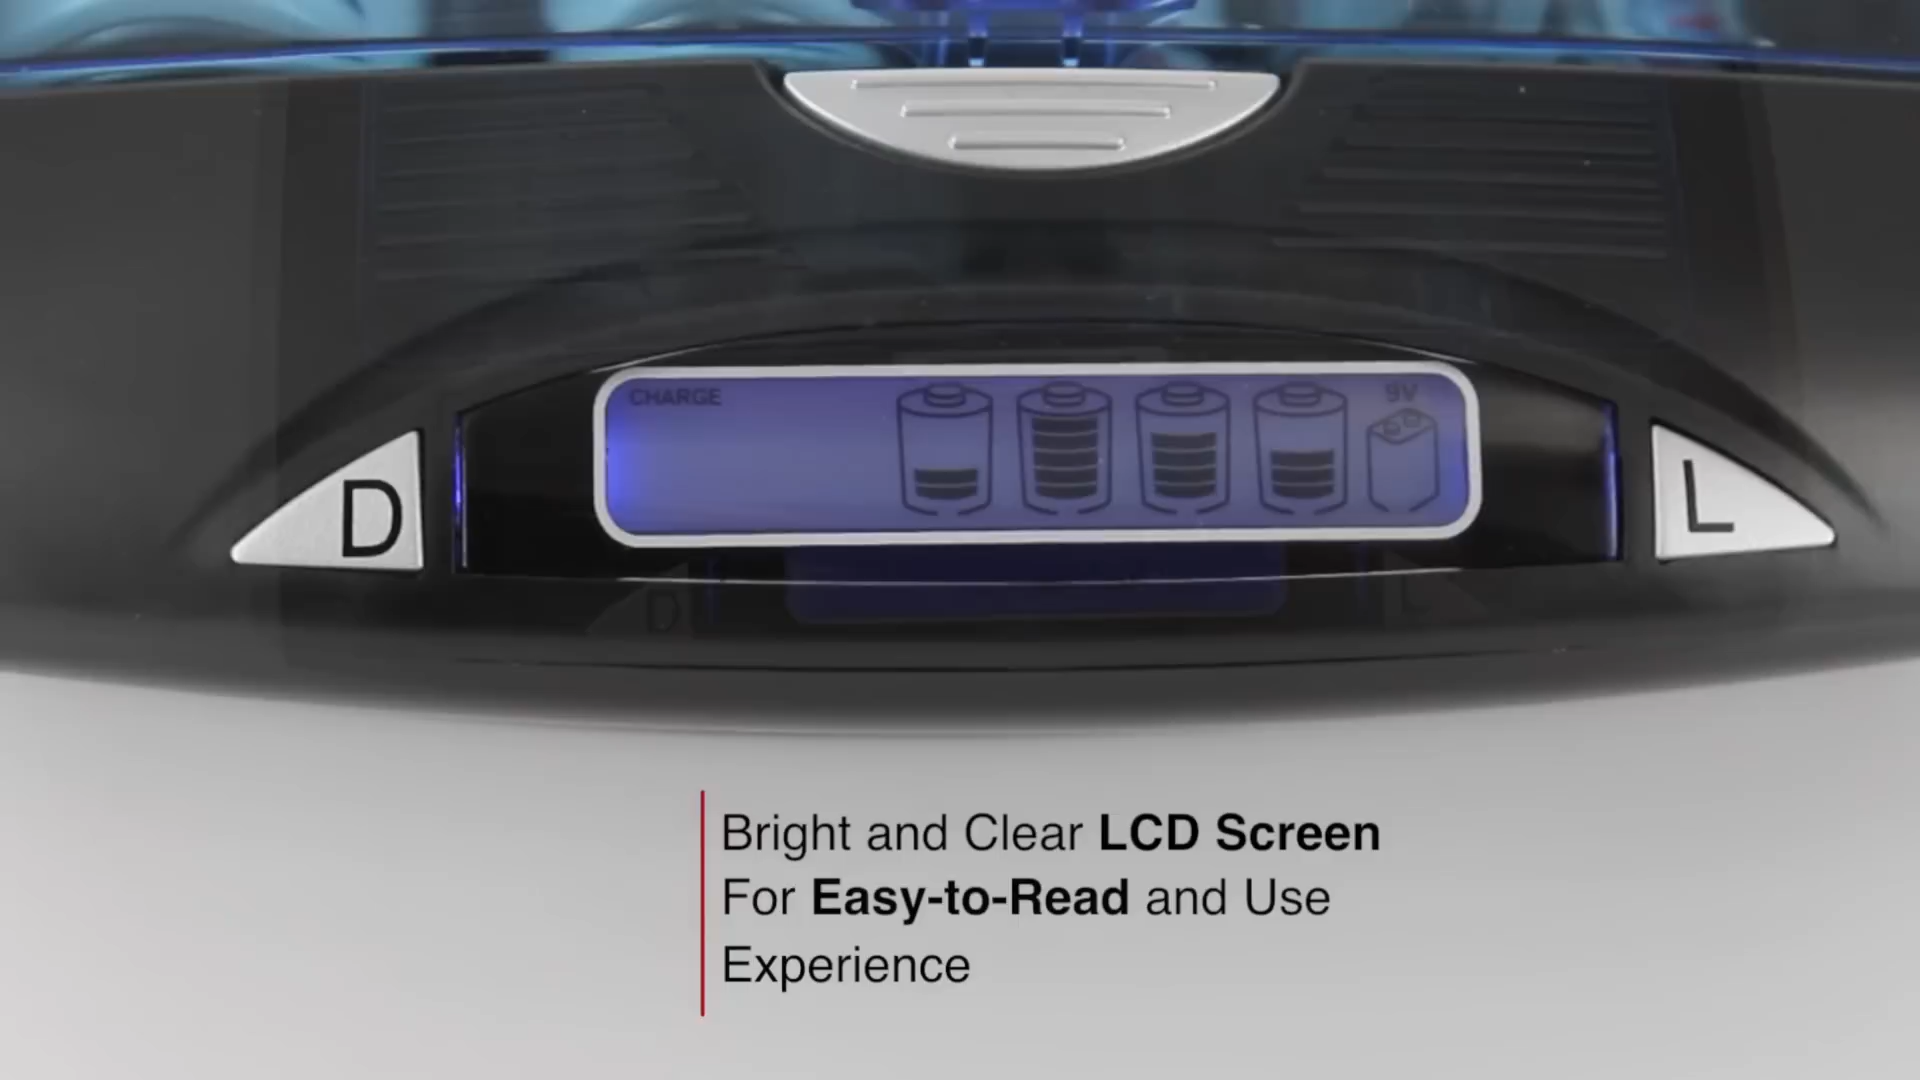 CHARGE
9V
D
L
D
L
Bright and Clear LCD Screen
For Easy-to-Read and Use
Experience